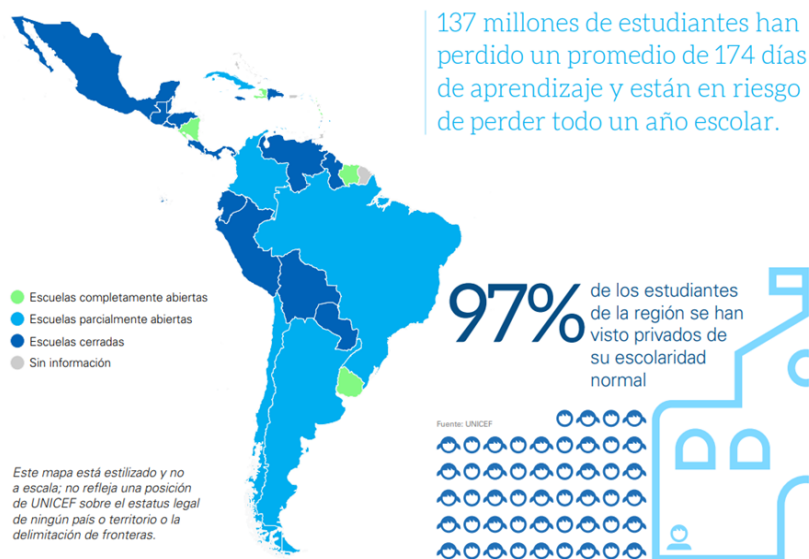 137 millones de estudiantes han
perdido un promedio de 174 días
de aprendizaje y están en riesgo
de perder todo un año escolar.
Escuelas completamente abiertas
Escuelas parcialmente abiertas
Escuelas cerradas
Sin información
97%
de los estudiantes
de la región se han
visto privados de
su escolaridad
normal
Fuente: UNICEF
Este mapa está estilizado y no
a escala; no refleja una posición
de UNICEF sobre el estatus legal
de ningún país o territorio o la
delimitación de fronteras.